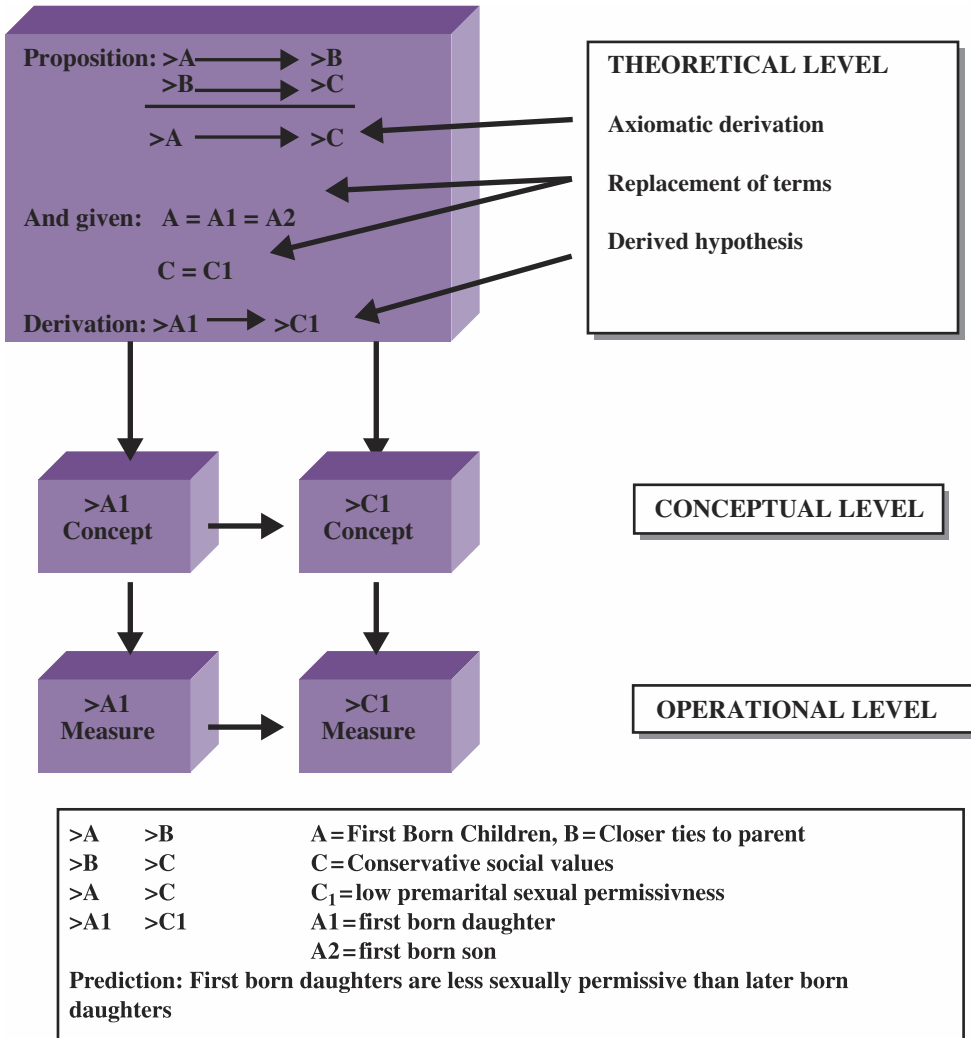 Proposition: >A >B
>B >C
>A >C
And given: A = A1 = A2
C = C1
Derivation: >A1 >C1
THEORETICAL LEVEL
Axiomatic derivation
Replacement of terms
Derived hypothesis
>A1
Concept
>C1
Concept
CONCEPTUAL LEVEL
>A1
Measure
>C1
Measure
OPERATIONAL LEVEL
>A >B A=First Born Children, B=Closer ties to parent
>B >C C=Conservative social values
>A >C C₁=low premarital sexual permissivness
>A1 >C1 A1=first born daughter
A2=first born son
Prediction: First born daughters are less sexually permissive than later born
daughters